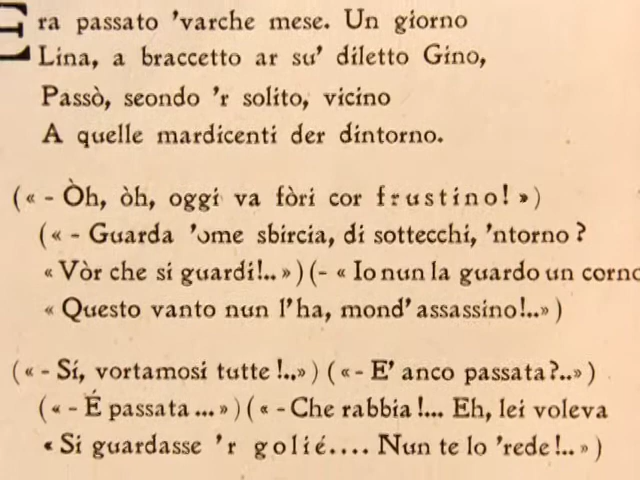 Era passato 'varche mese. Un giorno
Lina, a braccetto ar su' diletto Gino,
Passò, seondo 'r solito, vicino
A quelle mardicenti der dintorno.
(« - Òh, òh, oggi va fòri cor frustino! »)
(« - Guarda 'ome sbircia, di sottecchi, 'ntorno?
« Vòr che si guardi!.. ») (- « Io nun la guardo un corno
« Questo vanto nun l'ha, mond' assassino!..» )
(« - Sí, vortamosi tutte !..» ) (« - E' anco passata?..» )
(« - É passata ... » ) ( « - Che rabbia !... Eh, lei voleva
« Si guardasse 'r golié.... Nun te lo 'rede !.. » )